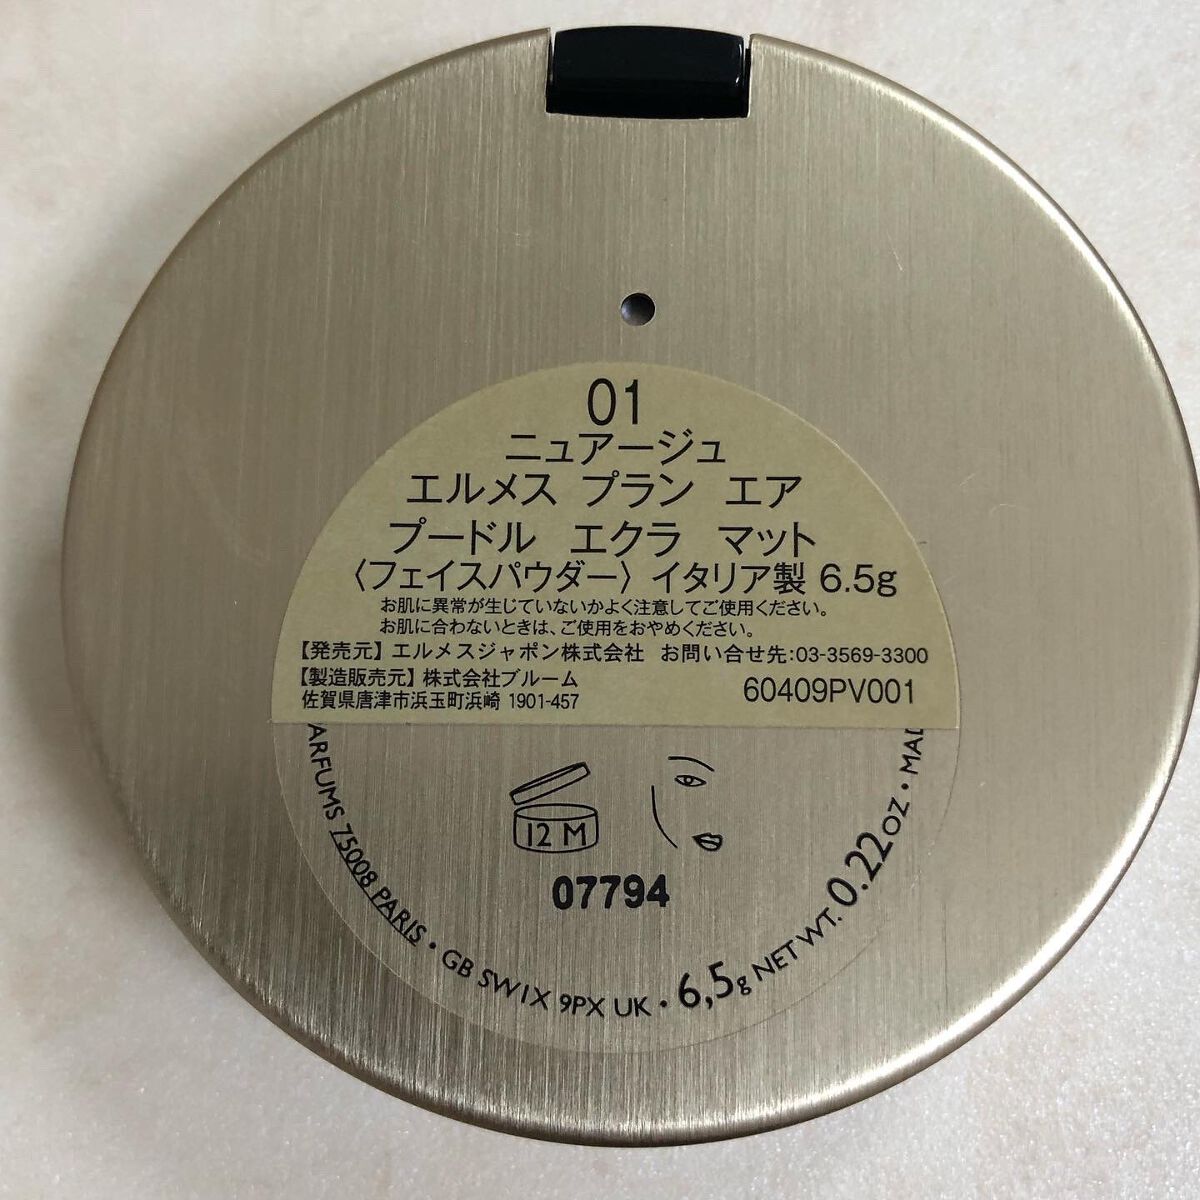 01
ニュアージュ
エルメス プラン エア
プードル エクラ マット
〈フェイスパウダー〉イタリア製 6.5g
お肌に異常が生じていないかよく注意してご使用ください。
お肌に合わないときは、ご使用をおやめください。
【発売元】エルメスジャポン株式会社 お問い合せ先:03-3569-3300
【製造販売元】株式会社ブルーム
佐賀県唐津市浜玉町浜崎 1901-457
60409PV001
12 M
07794
ARFUMS 75008 PARIS · GB SW1X 9PX UK · 6,5g NET WT. 0.22OZ · MAD